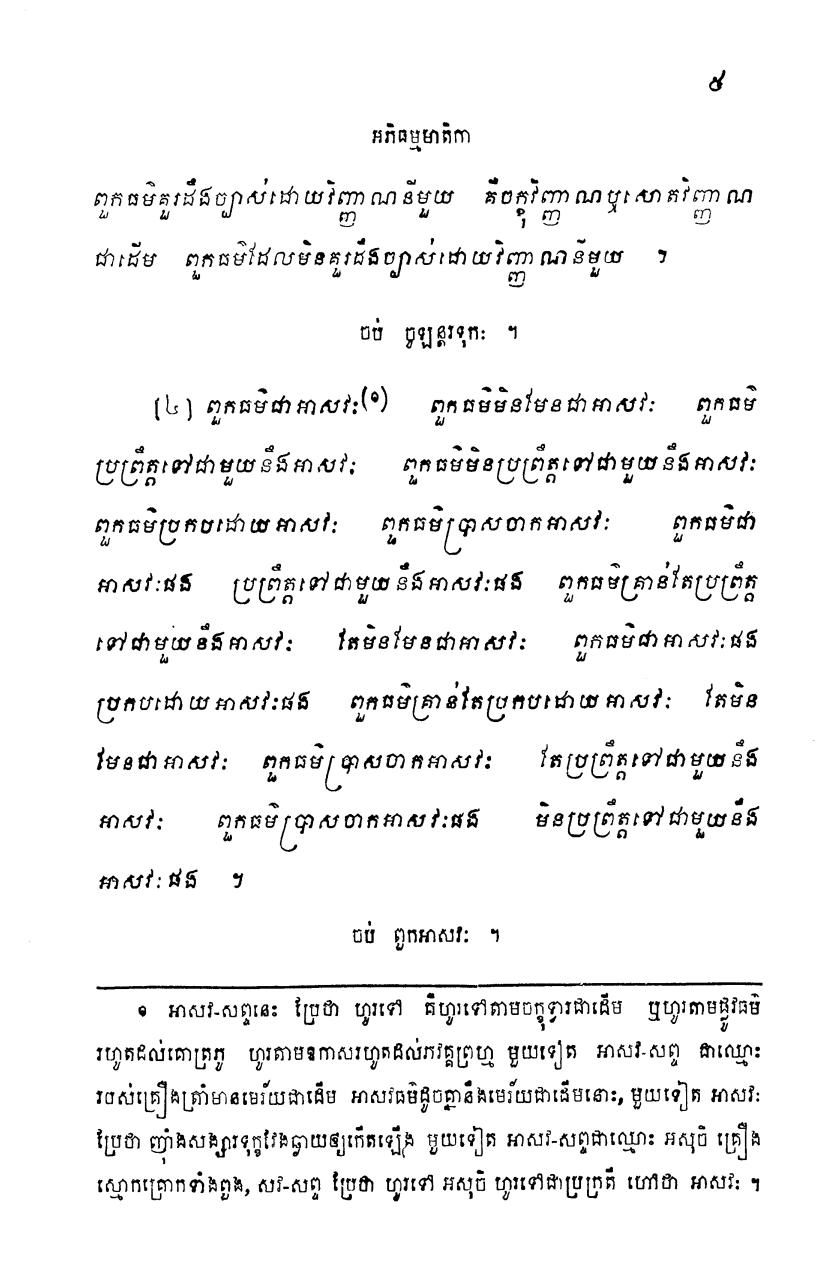 ៥
អភិធម្មមាតិកា
ពួកធម៌គួរដឹងច្បាស់ដោយវិញ្ញាណនីមួយ គឺចក្ខុវិញ្ញាណឬសោតវិញ្ញាណ
ជាដើម ពួកធម៌ដែលមិនគួរដឹងច្បាស់ដោយវិញ្ញាណនីមួយ ។
ចប់ ចូឡន្តរទុកៈ ។
[៤] ពួកធម៌ជាអាសវៈ(១) ពួកធម៌មិនមែនជាអាសវៈ ពួកធម៌
ប្រព្រឹត្តទៅជាមួយនឹងអាសវៈ ពួកធម៌មិនប្រព្រឹត្តទៅជាមួយនឹងអាសវៈ
ពួកធម៌ប្រកបដោយអាសវៈ ពួកធម៌ប្រាសចាកអាសវៈ ពួកធម៌ជា
អាសវៈផង ប្រព្រឹត្តទៅជាមួយនឹងអាសវៈផង ពួកធម៌គ្រាន់តែប្រព្រឹត្ត
ទៅជាមួយនឹងអាសវៈ តែមិនមែនជាអាសវៈ ពួកធម៌ជាអាសវៈផង
ប្រកបដោយអាសវៈផង ពួកធម៌គ្រាន់តែប្រកបដោយអាសវៈ តែមិន
មែនជាអាសវៈ ពួកធម៌ប្រាសចាកអាសវៈ តែប្រព្រឹត្តទៅជាមួយនឹង
អាសវៈ ពួកធម៌ប្រាសចាកអាសវៈផង មិនប្រព្រឹត្តទៅជាមួយនឹង
អាសវៈផង ។
ចប់ ពួកអាសវៈ ។
១ អាសវ-សព្ទនេះ ប្រែថា ហូរទៅ គឺហូរទៅតាមចក្ខុទ្វារជាដើម ឬហូរតាមផ្លូវធម៌
រហូតដល់គោត្រភូ ហូរតាមឱកាសរហូតដល់ភវគ្គព្រហ្ម មួយទៀត អាសវ-សព្ទ ជាឈ្មោះ
របស់គ្រឿងត្រាំមានមេរ័យជាដើម អាសវធម៌ដូចគ្នានឹងមេរ័យជាដើមនោះ, មួយទៀត អាសវៈ
ប្រែថា ញ៉ាំងសង្សារទុក្ខវែងឆ្ងាយឲ្យកើតឡើង មួយទៀត អាសវ-សព្ទជាឈ្មោះ អសុចិ គ្រឿង
ស្មោកគ្រោកទាំងពួង, សវ-សព្ទ ប្រែថា ហូរទៅ អសុចិ ហូរទៅជាប្រក្រតី ហៅថា អាសវៈ ។